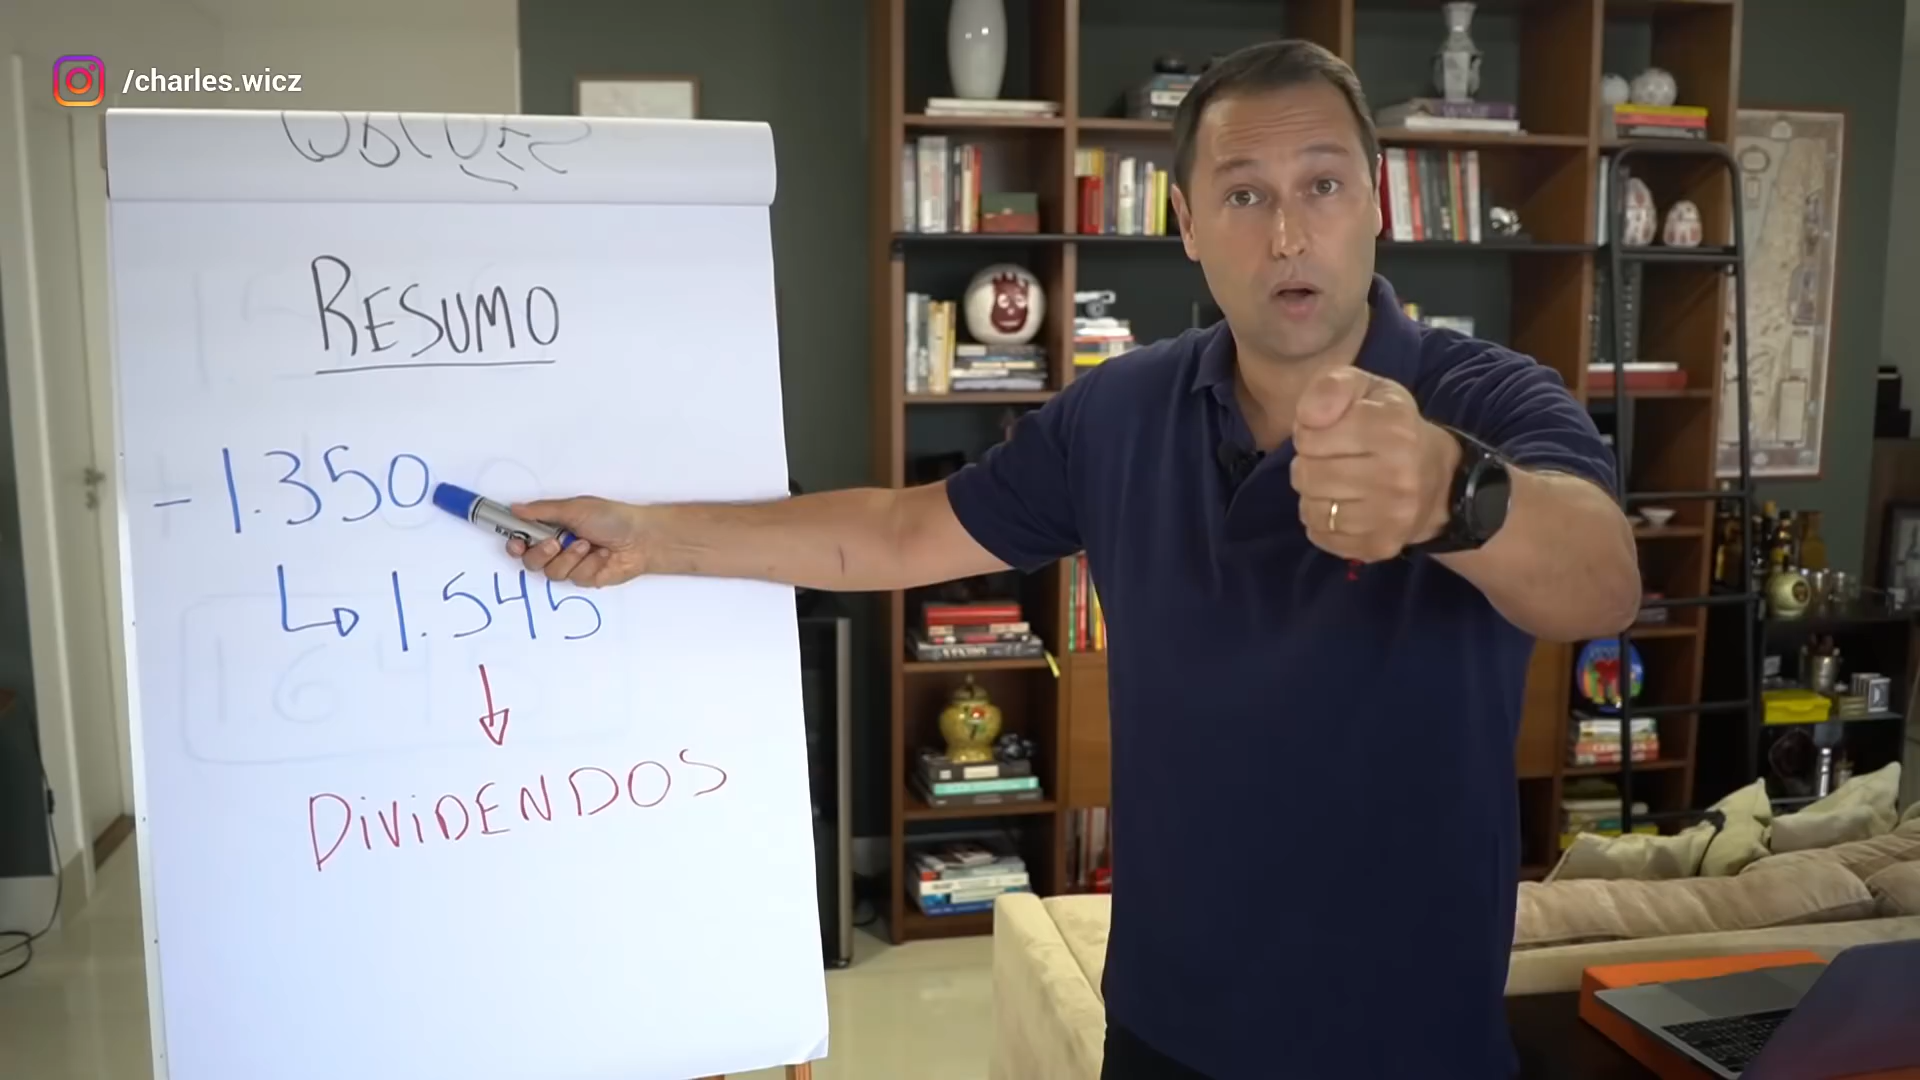 /charles.wicz
RESUMO
- 1.350
1.545
DiViDENDOS